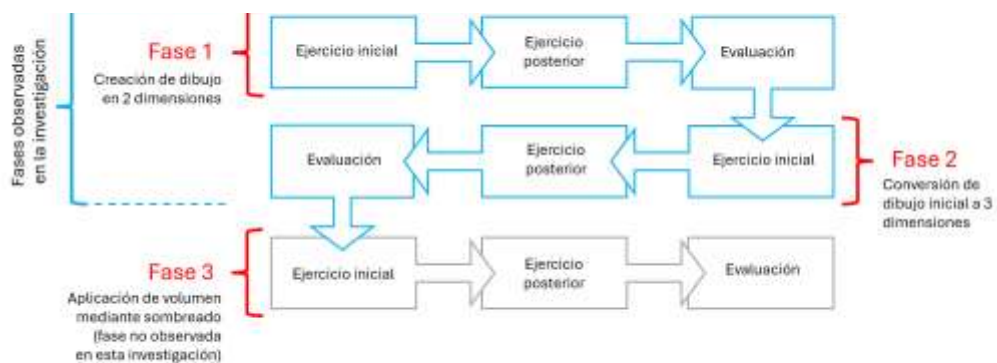 Fases observadas
en la investigación
Fase 1
Creación de dibujo
en 2 dimensiones
Ejercicio inicial
Ejercicio
posterior
Evaluación
Evaluación
Ejercicio
posterior
Ejercicio inicial
Fase 2
Conversión de
dibujo inicial a 3
dimensiones
Fase 3
Aplicación de volumen
mediante sombreado
(fase no observada
en esta investigación)
Ejercicio inicial
Ejercicio
posterior
Evaluación